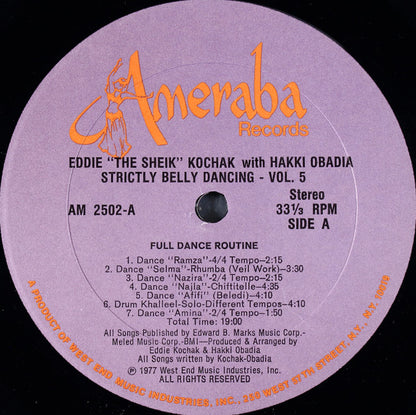 Ameraba
Records
EDDIE "THE SHEIK" KOCHAK with HAKKI OBADIA
STRICTLY BELLY DANCING - VOL. 5
Stereo
AM 2502-A
33⅓ RPM
SIDE A
FULL DANCE ROUTINE
1. Dance "Ramza"-4/4 Tempo-2:15
2. Dance "Selma"-Rhumba (Veil Work)-3:30
3. Dance "Nazira"-2/4 Tempo-2:15
4. Dance "Najla"-Chiftitelle-4:35
5. Dance "Afifi" (Beledi)-4:30
6. Drum Khalleel-Solo-Different Tempos-4:10
7. Dance "Amina"-2/4 Tempo-1:50
Total Time: 19:00
All Songs Published by Edward B. Marks Music Corp.-
Meled Music Corp.-BMI-Produced & Arranged by
Eddie Kochak & Hakki Obadia
All Songs written by Kochak-Obadia
℗ 1977 West End Music Industries, Inc.
ALL RIGHTS RESERVED
A PRODUCT OF WEST END MUSIC INDUSTRIES, INC., 250 WEST 57TH STREET, N.Y., N.Y. 10019